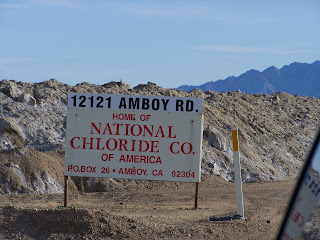 12121 AMBOY RD.
HOME OF
NATIONAL
CHLORIDE CO.
OF AMERICA
P.O.BOX 26 • AMBOY, CA 92304